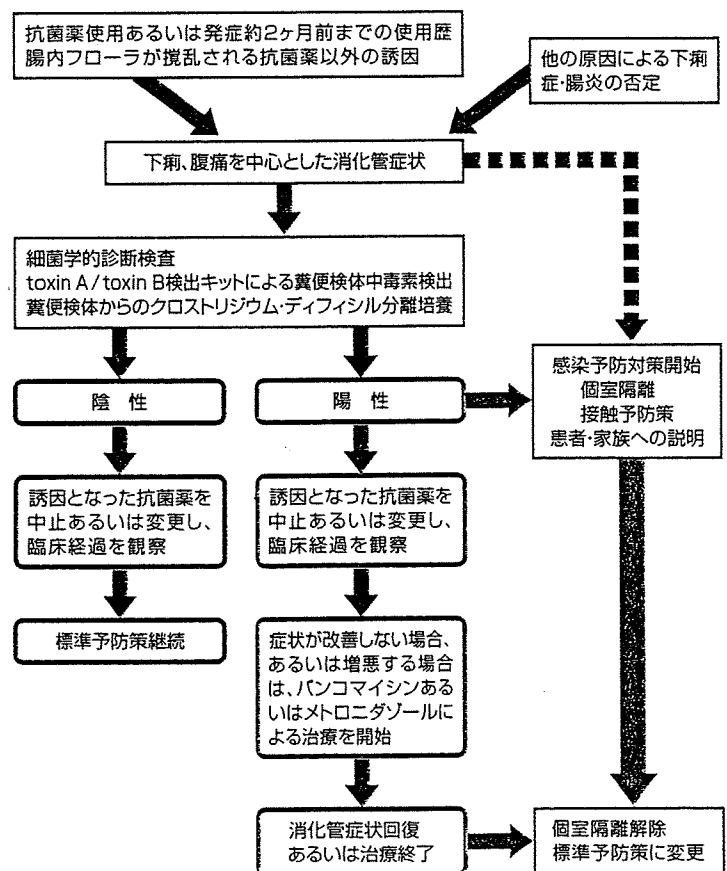 抗菌薬使用あるいは発症約2ヶ月前までの使用歴
腸内フローラが撹乱される抗菌薬以外の誘因
他の原因による下痢
症・腸炎の否定
下痢、腹痛を中心とした消化管症状
細菌学的診断検査
toxin A/toxin B検出キットによる糞便検体中毒素検出
糞便検体からのクロストリジウム・ディフィシル分離培養
陰 性
陽 性
感染予防対策開始
個室隔離
接触予防策
患者・家族への説明
誘因となった抗菌薬を
中止あるいは変更し、
臨床経過を観察
誘因となった抗菌薬を
中止あるいは変更し、
臨床経過を観察
標準予防策継続
症状が改善しない場合、
あるいは増悪する場合
は、バンコマイシンある
いはメトロニダゾールに
よる治療を開始
消化管症状回復
あるいは治療終了
個室隔離解除
標準予防策に変更